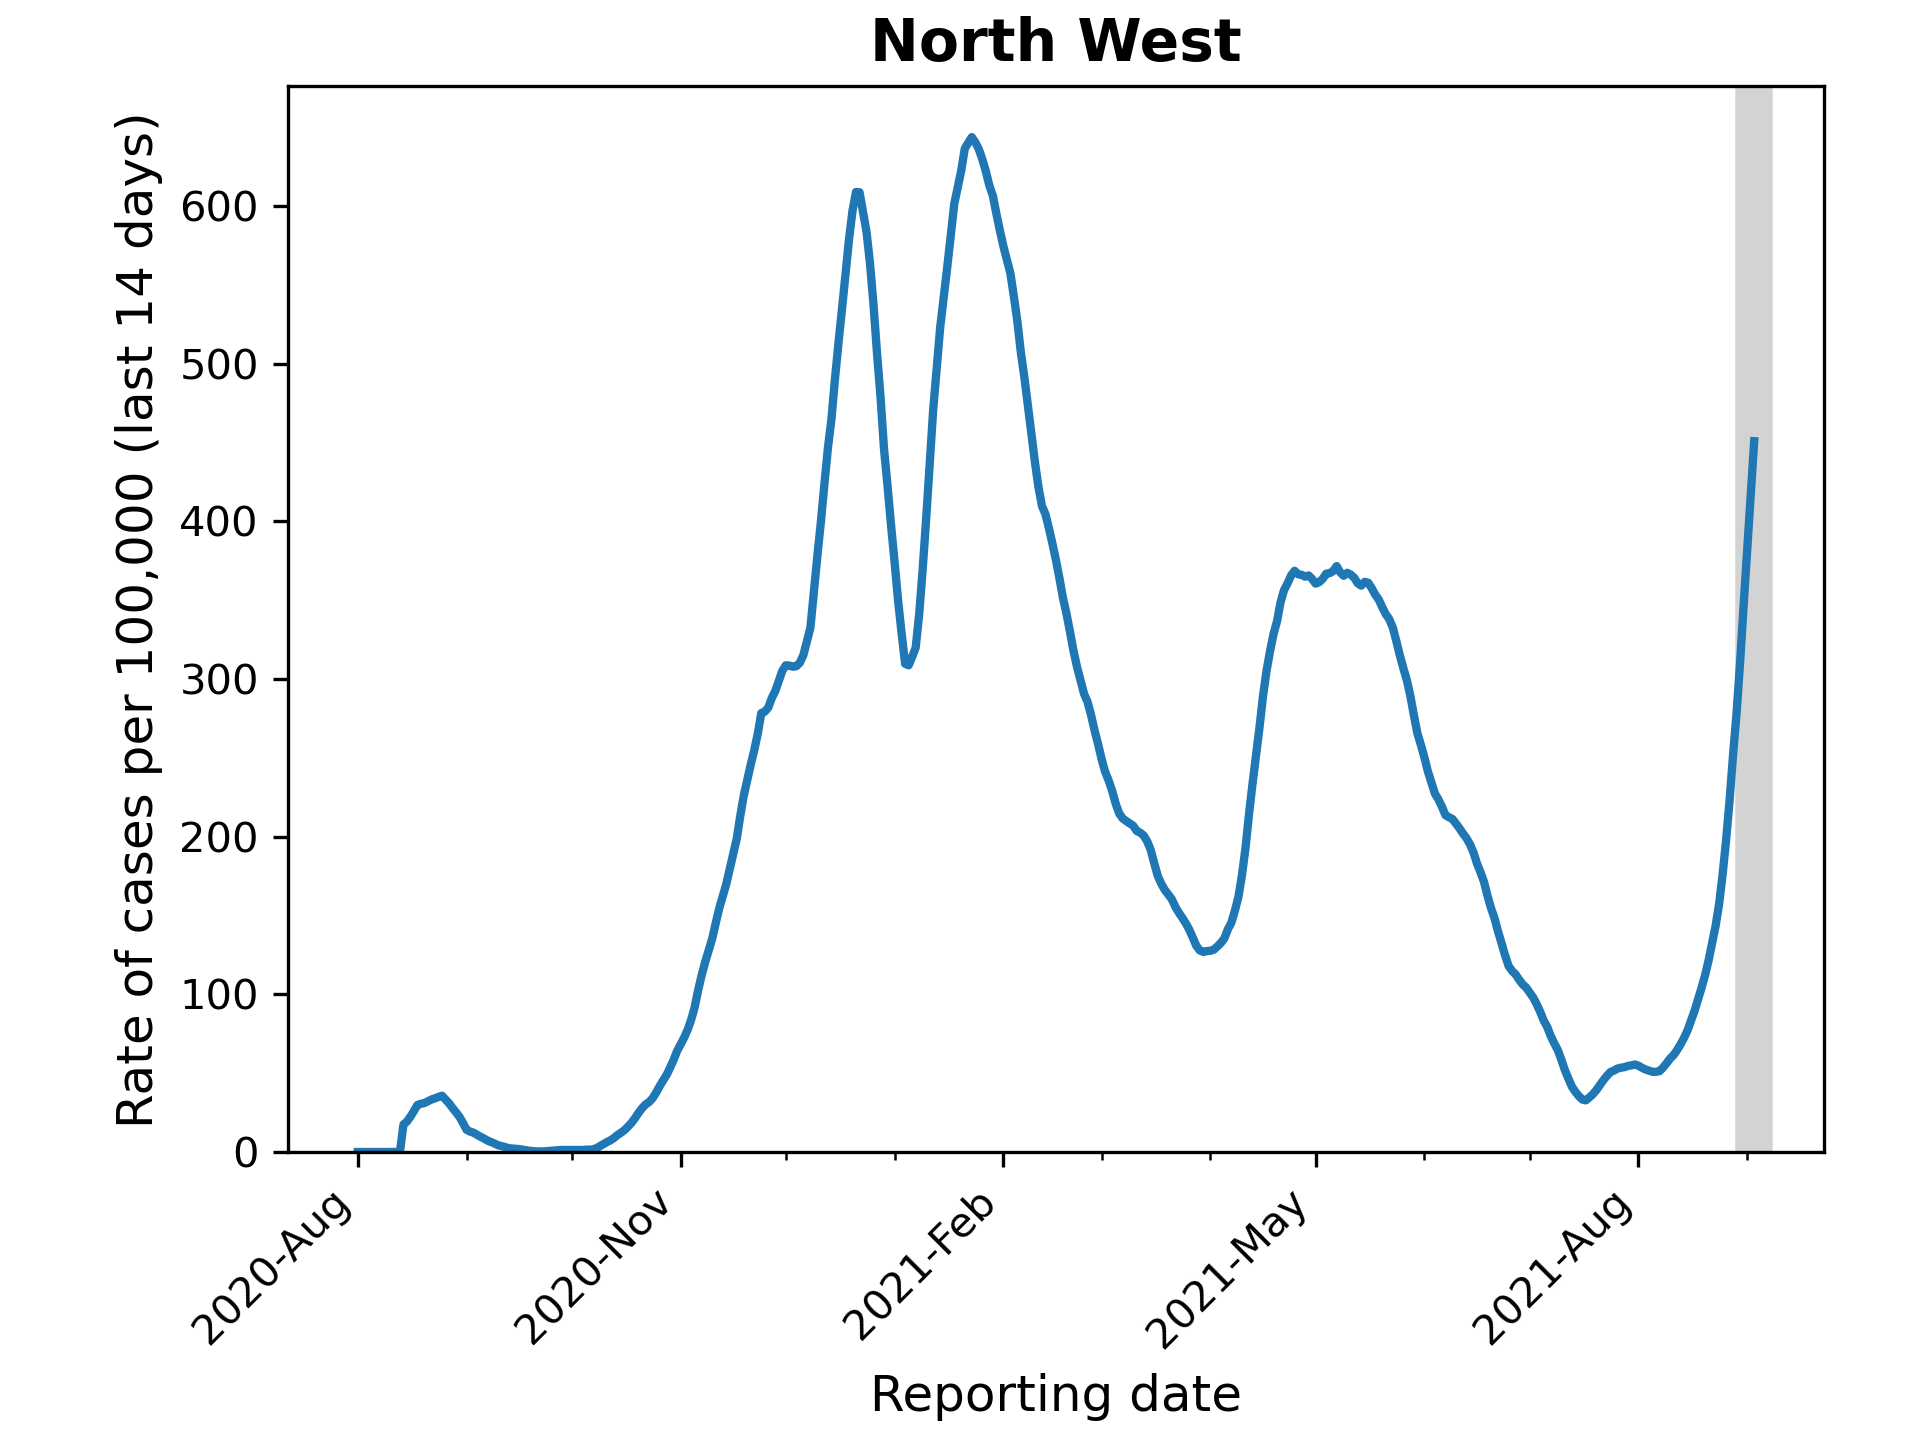 North West
Rate of cases per 100,000 (last 14 days)
600
500
400
300
200
100
0
2020-Aug
2020-Nov
2021-Feb
2021-May
2021-Aug
Reporting date